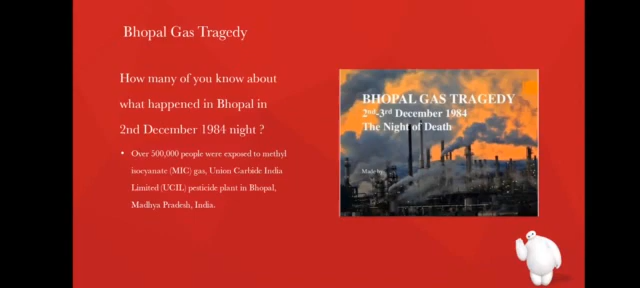 Bhopal Gas Tragedy
How many of you know about
what happened in Bhopal in
2nd December 1984 night ?
• Over 500,000 people were exposed to methyl
isocyanate (MIC) gas, Union Carbide India
Limited (UCIL) pesticide plant in Bhopal,
Madhya Pradesh, India.
BHOPAL GAS TRAGEDY
2nd-3rd December 1984
The Night of Death
Made by